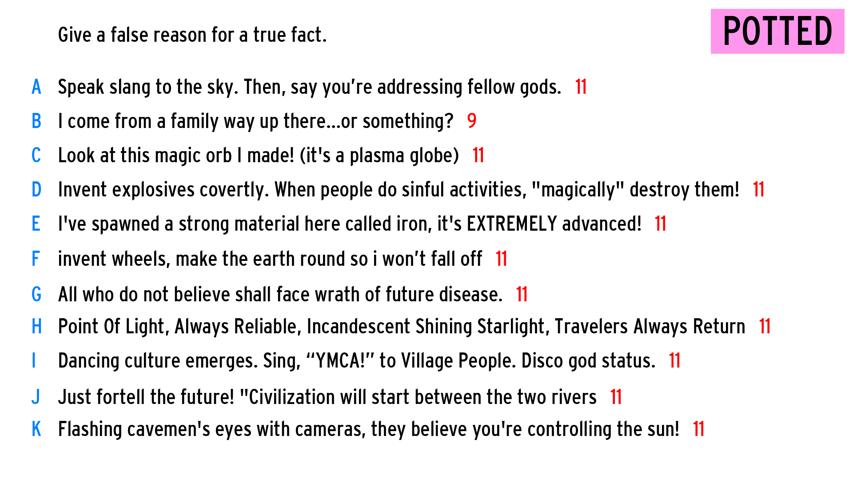 Give a false reason for a true fact.
POTTED
A Speak slang to the sky. Then, say you’re addressing fellow gods. 11
B I come from a family way up there...or something? 9
C Look at this magic orb I made! (it's a plasma globe) 11
D Invent explosives covertly. When people do sinful activities, "magically" destroy them! 11
E I've spawned a strong material here called iron, it's EXTREMELY advanced! 11
F invent wheels, make the earth round so i won’t fall off 11
G All who do not believe shall face wrath of future disease. 11
H Point Of Light, Always Reliable, Incandescent Shining Starlight, Travelers Always Return 11
I Dancing culture emerges. Sing, “YMCA!” to Village People. Disco god status. 11
J Just fortell the future! "Civilization will start between the two rivers 11
K Flashing cavemen's eyes with cameras, they believe you're controlling the sun! 11